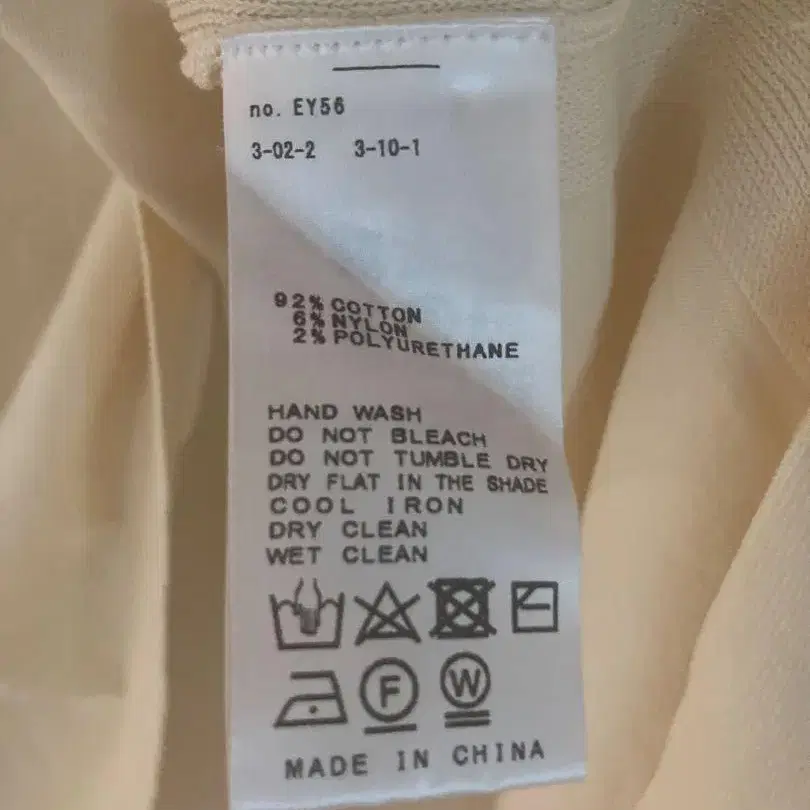 no. EY56
3-02-2 3-10-1
92% COTTON
6% NYLON
2% POLYURETHANE
HAND WASH
DO NOT BLEACH
DO NOT TUMBLE DRY
DRY FLAT IN THE SHADE
COOL IRON
DRY CLEAN
WET CLEAN
F W
MADE IN CHINA